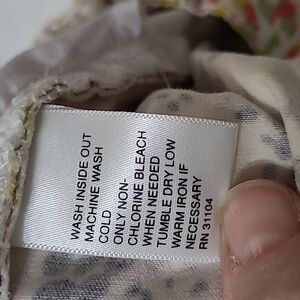 WASH INSIDE OUT
MACHINE WASH
COLD
ONLY NON-
CHLORINE BLEACH
WHEN NEEDED
TUMBLE DRY LOW
WARM IRON IF
NECESSARY
RN 31104